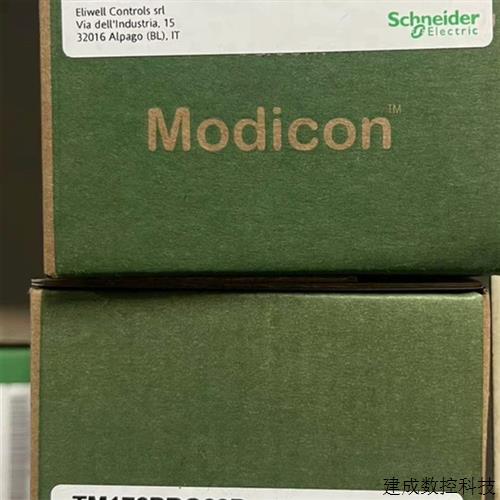 Eliwell Controls srl
Via dell'Industria, 15
32016 Alpago (BL), IT
Schneider
Electric
Modicon™
建成数控科技